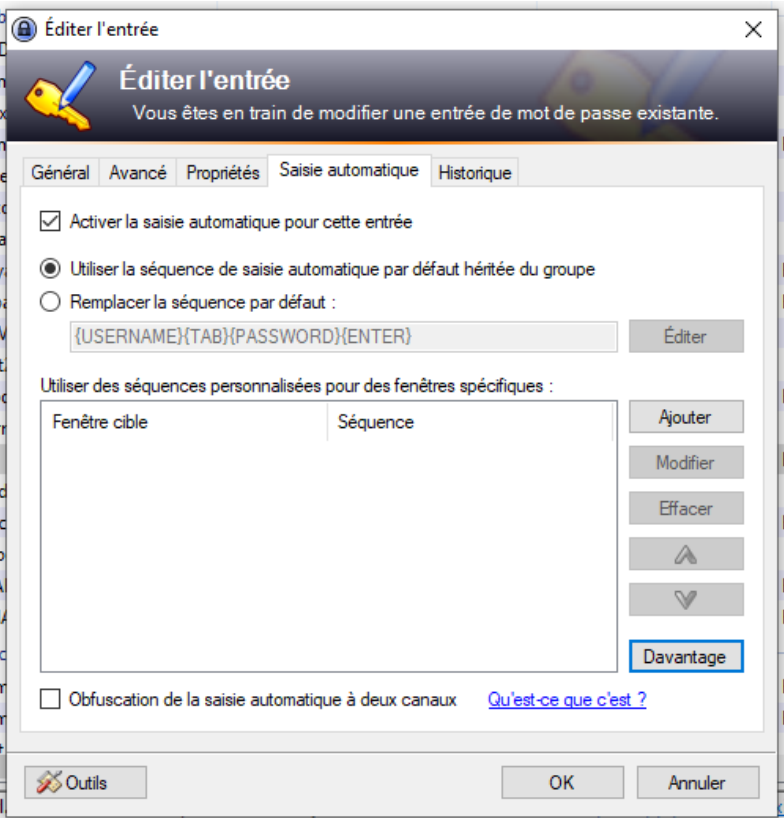 Éditer l'entrée
Éditer l'entrée
Vous êtes en train de modifier une entrée de mot de passe existante.
Général Avancé Propriétés Saisie automatique Historique
Activer la saisie automatique pour cette entrée
Utiliser la séquence de saisie automatique par défaut héritée du groupe
Remplacer la séquence par défaut :
{USERNAME}{TAB}{PASSWORD}{ENTER} Éditer
Utiliser des séquences personnalisées pour des fenêtres spécifiques :
Fenêtre cible Séquence Ajouter
Modifier
Effacer
Davantage
Obfuscation de la saisie automatique à deux canaux Qu'est-ce que c'est ?
Outils OK Annuler